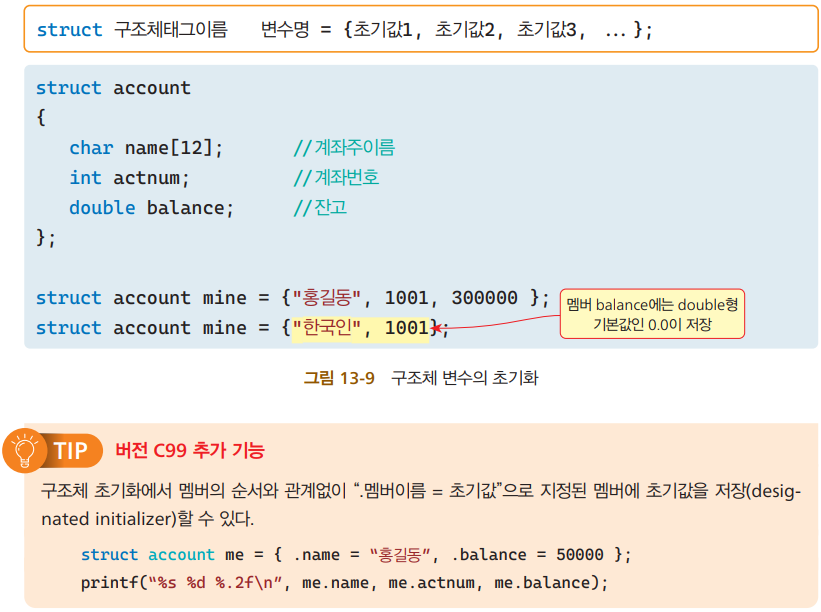 struct 구조체태그이름 변수명 = {초기값1, 초기값2, 초기값3, ... };
struct account
{
char name[12]; //계좌주이름
int actnum; //계좌번호
double balance; //잔고
};
struct account mine = {"홍길동", 1001, 300000 };
struct account mine = {"한국인", 1001};
멤버 balance에는 double형
기본값인 0.0이 저장
그림 13-9 구조체 변수의 초기화
TIP 버전 C99 추가 기능
구조체 초기화에서 멤버의 순서와 관계없이 “.멤버이름 = 초기값”으로 지정된 멤버에 초기값을 저장(desig-
nated initializer)할 수 있다.
struct account me = { .name = “홍길동”, .balance = 50000 };
printf(“%s %d %.2f\n”, me.name, me.actnum, me.balance);